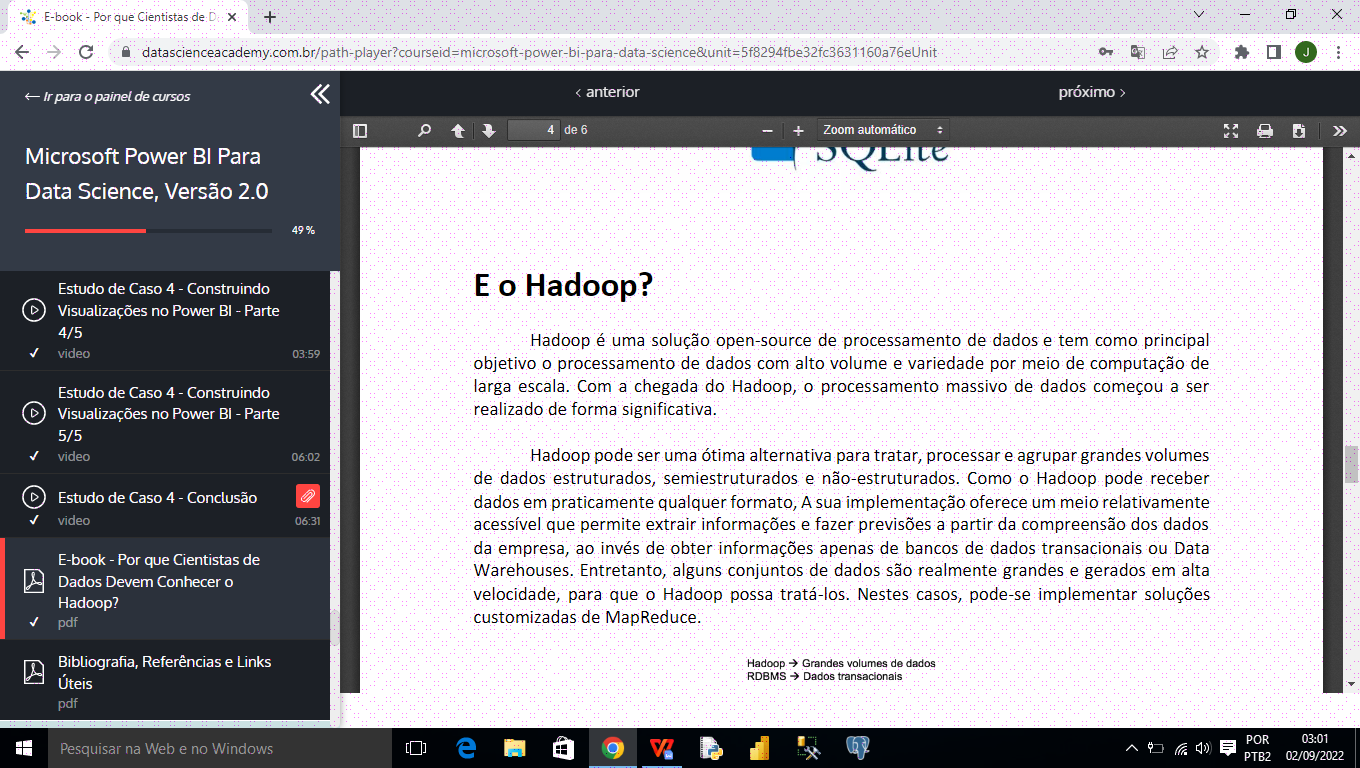 E-book - Por que Cientistas de D
datascienceacademy.com.br/path-player?courseid=microsoft-power-bi-para-data-science&unit=5f8294fbe32fc3631160a76eUnit
J
← Ir para o painel de cursos
Microsoft Power BI Para
Data Science, Versão 2.0
49 %
Estudo de Caso 4 - Construindo
Visualizações no Power BI - Parte
4/5
video 03:59
Estudo de Caso 4 - Construindo
Visualizações no Power BI - Parte
5/5
video 06:02
Estudo de Caso 4 - Conclusão
video 06:31
E-book - Por que Cientistas de
Dados Devem Conhecer o
Hadoop?
pdf
Bibliografia, Referências e Links
Úteis
pdf
‹ anterior próximo ›
4 de 6 Zoom automático
SQLite
E o Hadoop?
Hadoop é uma solução open-source de processamento de dados e tem como principal
objetivo o processamento de dados com alto volume e variedade por meio de computação de
larga escala. Com a chegada do Hadoop, o processamento massivo de dados começou a ser
realizado de forma significativa.
Hadoop pode ser uma ótima alternativa para tratar, processar e agrupar grandes volumes
de dados estruturados, semiestruturados e não-estruturados. Como o Hadoop pode receber
dados em praticamente qualquer formato, A sua implementação oferece um meio relativamente
acessível que permite extrair informações e fazer previsões a partir da compreensão dos dados
da empresa, ao invés de obter informações apenas de bancos de dados transacionais ou Data
Warehouses. Entretanto, alguns conjuntos de dados são realmente grandes e gerados em alta
velocidade, para que o Hadoop possa tratá-los. Nestes casos, pode-se implementar soluções
customizadas de MapReduce.
Hadoop → Grandes volumes de dados
RDBMS → Dados transacionais
Pesquisar na Web e no Windows
POR
PTB2
03:01
02/09/2022